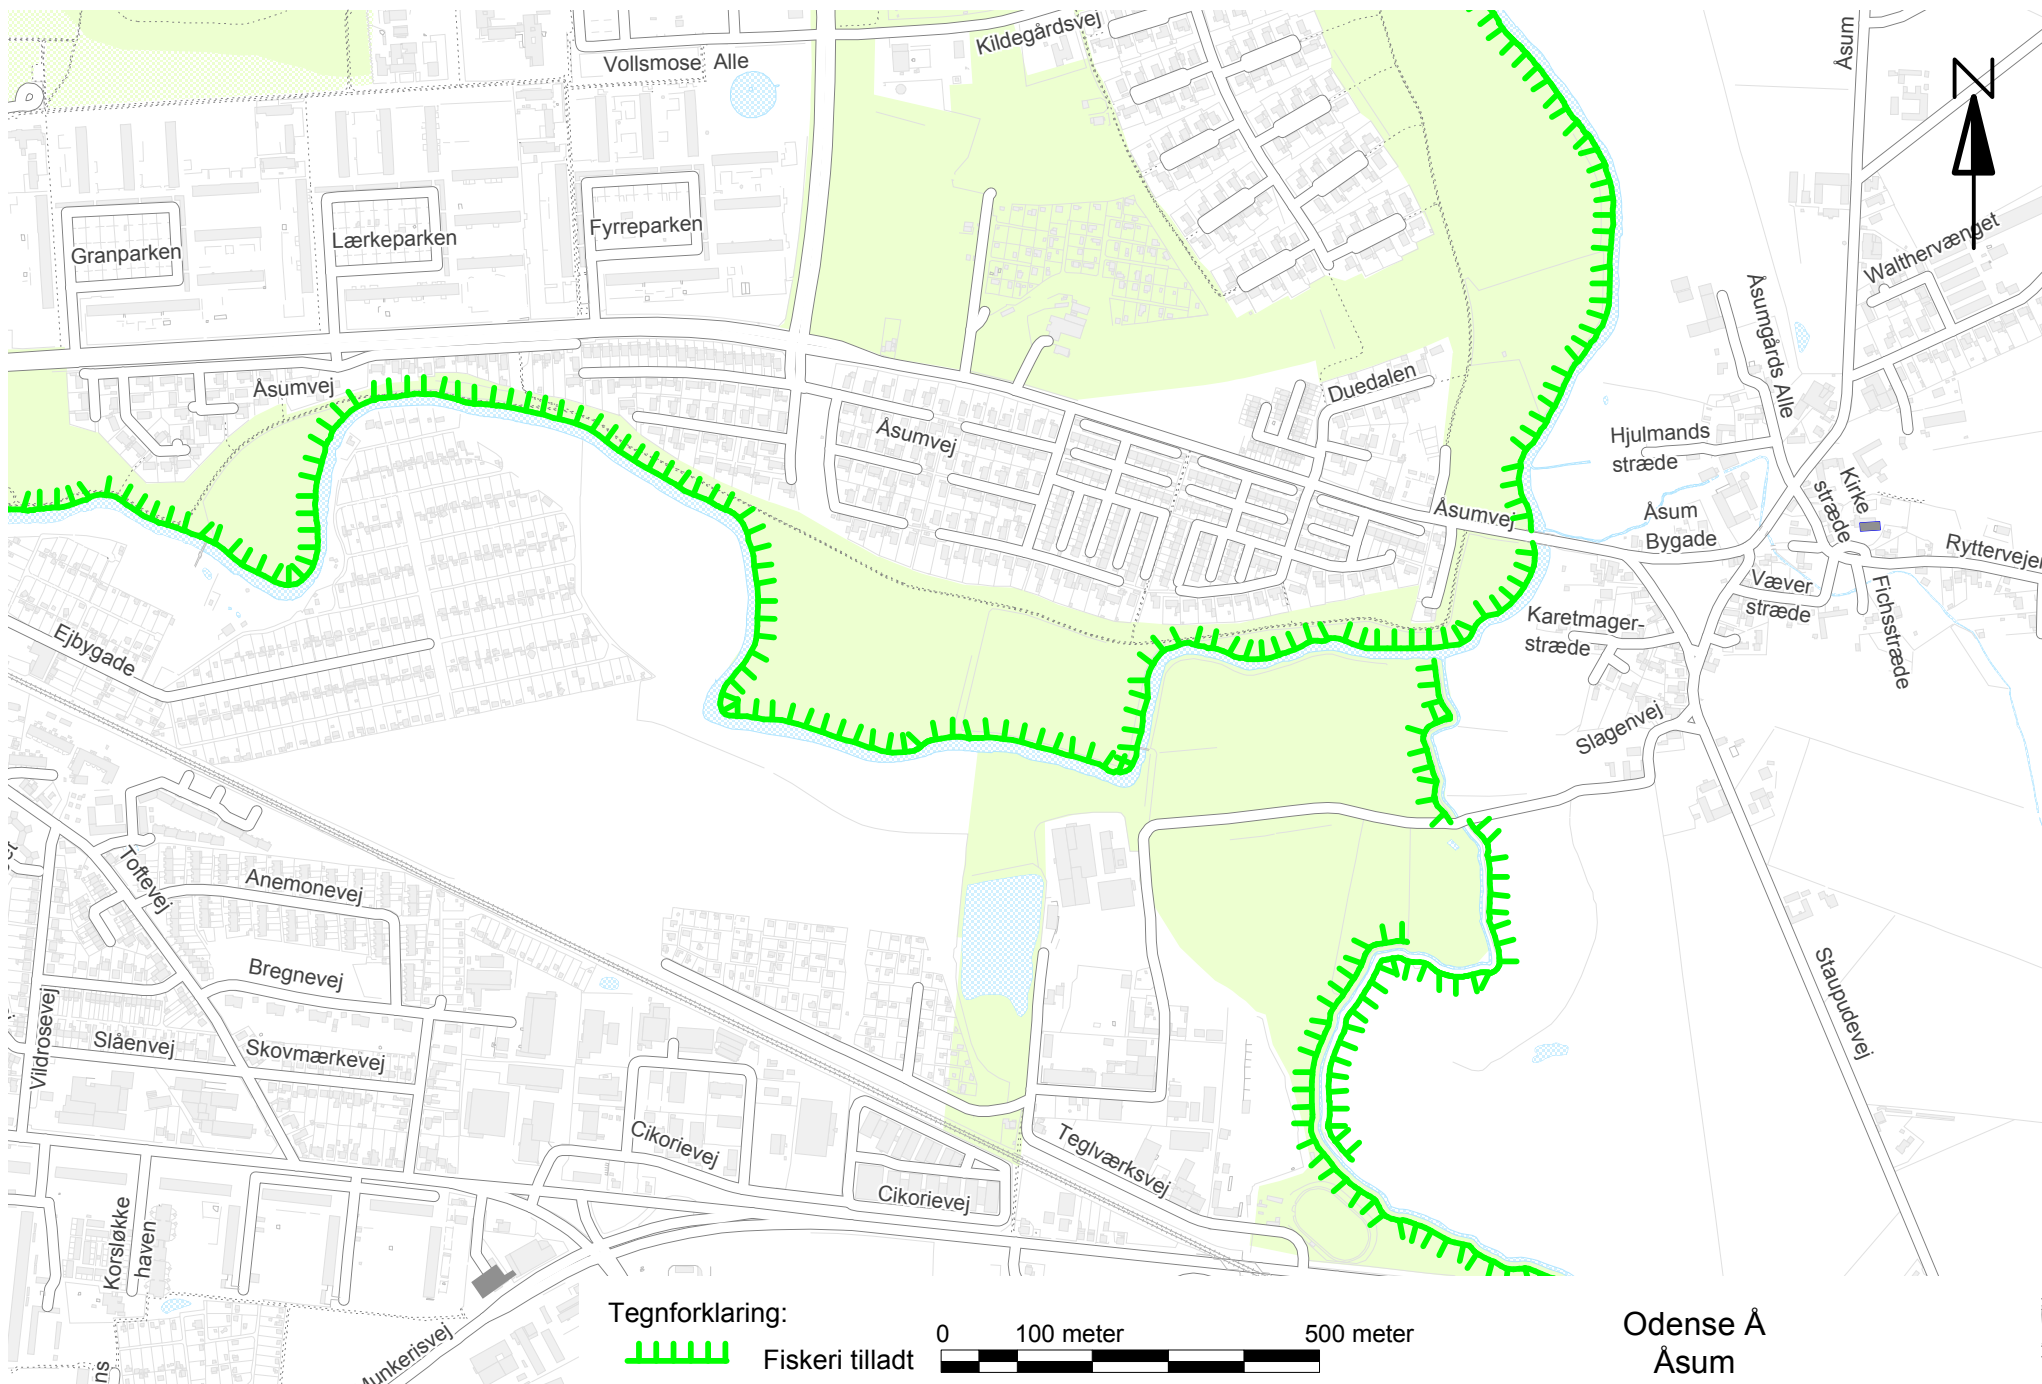 Kildegårdsvej
Vollsmose Alle
Åsum
N
Granparken
Lærkeparken
Fyrreparken
Walthervænget
Åsumgårds Alle
Åsumvej
Duedalen
Åsumvej
Hjulmands
stræde
Kirke
stræde
Åsumvej
Åsum
Bygade
Væver
stræde
Fichsstræde
Karetmager-
stræde
Ejbygade
Slagenvej
Toftevej
Anemonevej
Bregnevej
Vildrosevej
Slåenvej
Skovmærkevej
Staupudevej
Cikorievej
Teglværksvej
Cikorievej
Korsløkke
haven
Tegnforklaring:
Fiskeri tilladt
0 100 meter 500 meter
Odense Å
Åsum